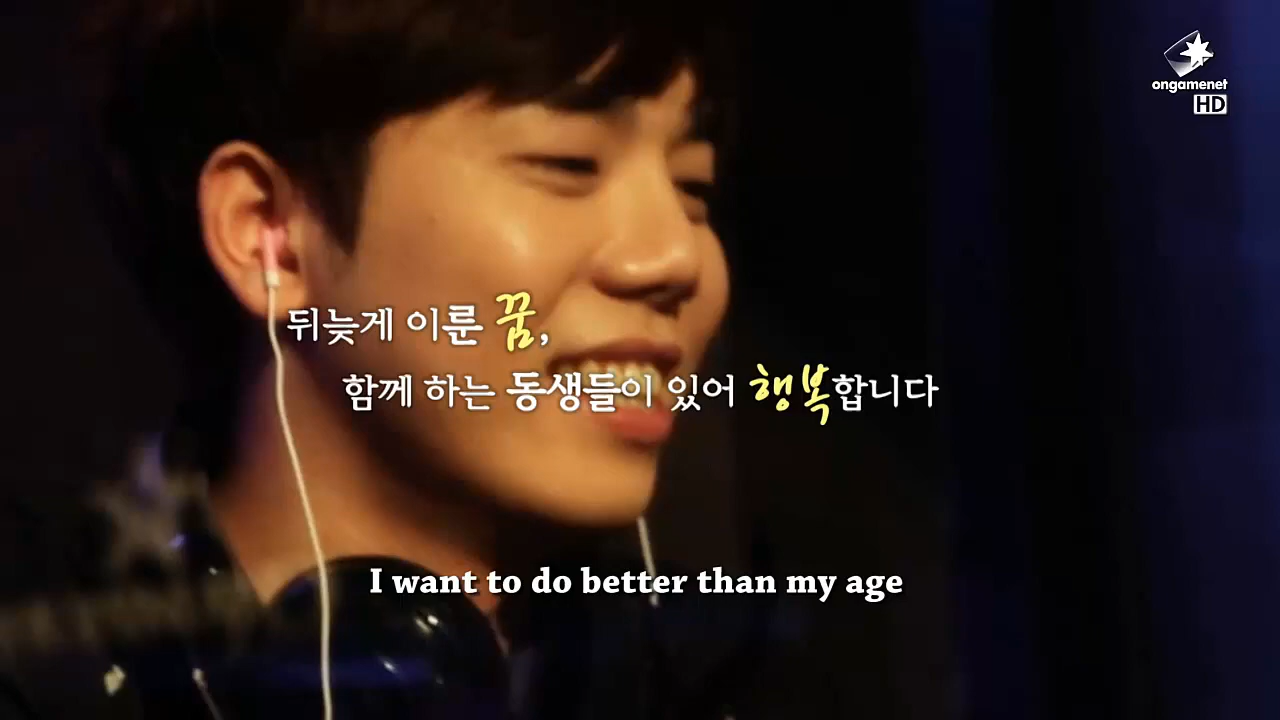 ongamenet
HD
뒤늦게 이룬 꿈,
함께 하는 동생들이 있어 행복합니다
I want to do better than my age